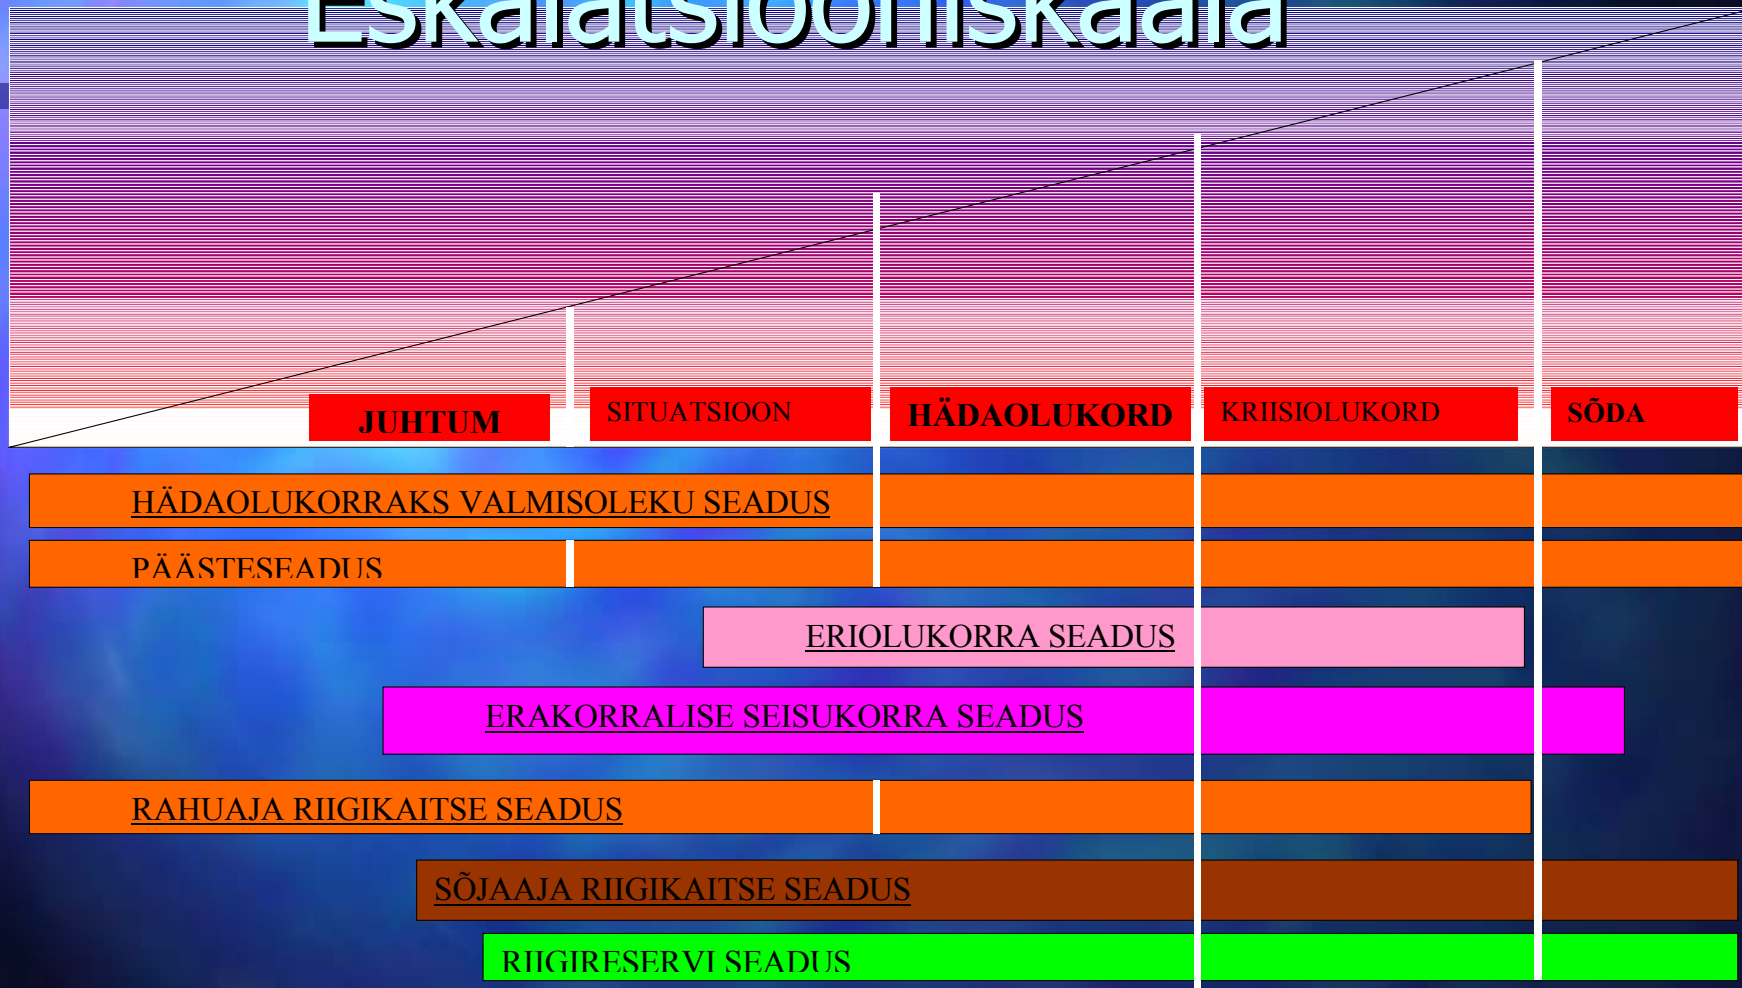 Eskalatsiooniskaala
JUHTUM
SITUATSIOON
HÄDAOLUKORD
KRIISIOLUKORD
SÕDA
HÄDAOLUKORRAKS VALMISOLEKU SEADUS
PÄÄSTESEADUS
ERIOLUKORRA SEADUS
ERAKORRALISE SEISUKORRA SEADUS
RAHUAJA RIIGIKAITSE SEADUS
SÕJAAJA RIIGIKAITSE SEADUS
RIIGIRESERVI SEADUS